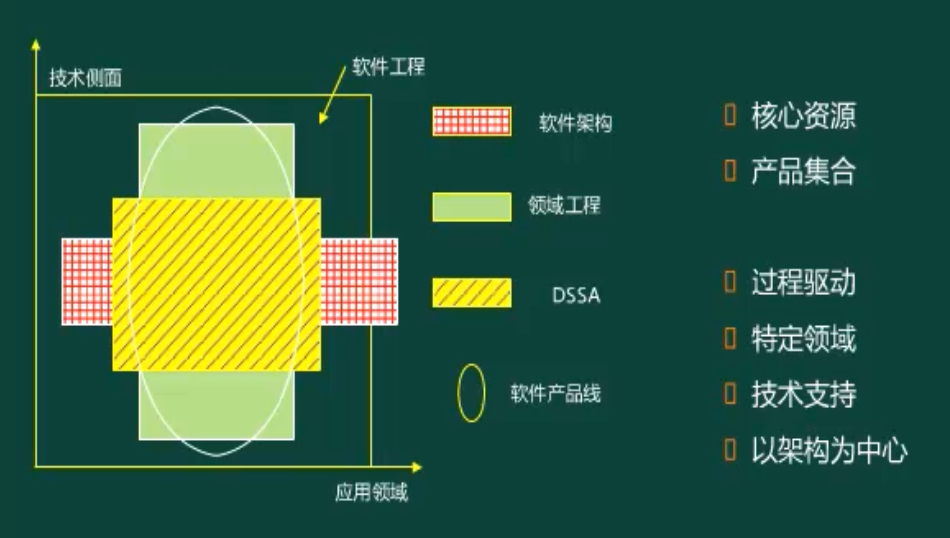 技术侧面
软件工程
应用领域
软件架构
领域工程
DSSA
软件产品线
核心资源
产品集合
过程驱动
特定领域
技术支持
以架构为中心